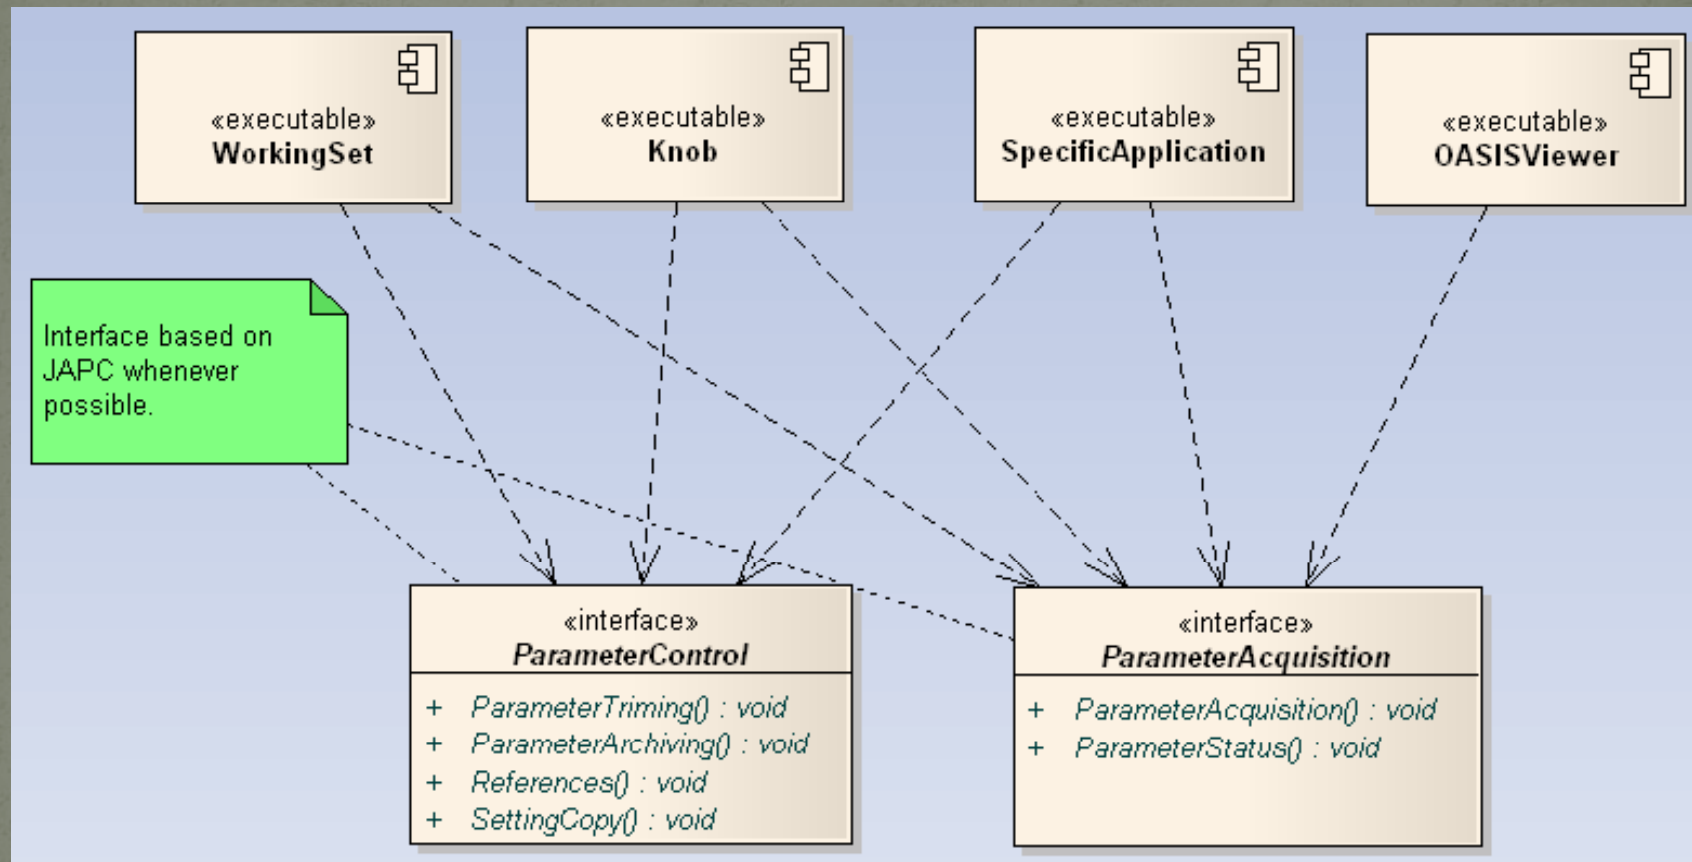 «executable»
WorkingSet
«executable»
Knob
«executable»
SpecificApplication
«executable»
OASISViewer
Interface based on
JAPC whenever
possible.
«interface»
ParameterControl
+ ParameterTriming() : void
+ ParameterArchiving() : void
+ References() : void
+ SettingCopy() : void
«interface»
ParameterAcquisition
+ ParameterAcquisition() : void
+ ParameterStatus() : void